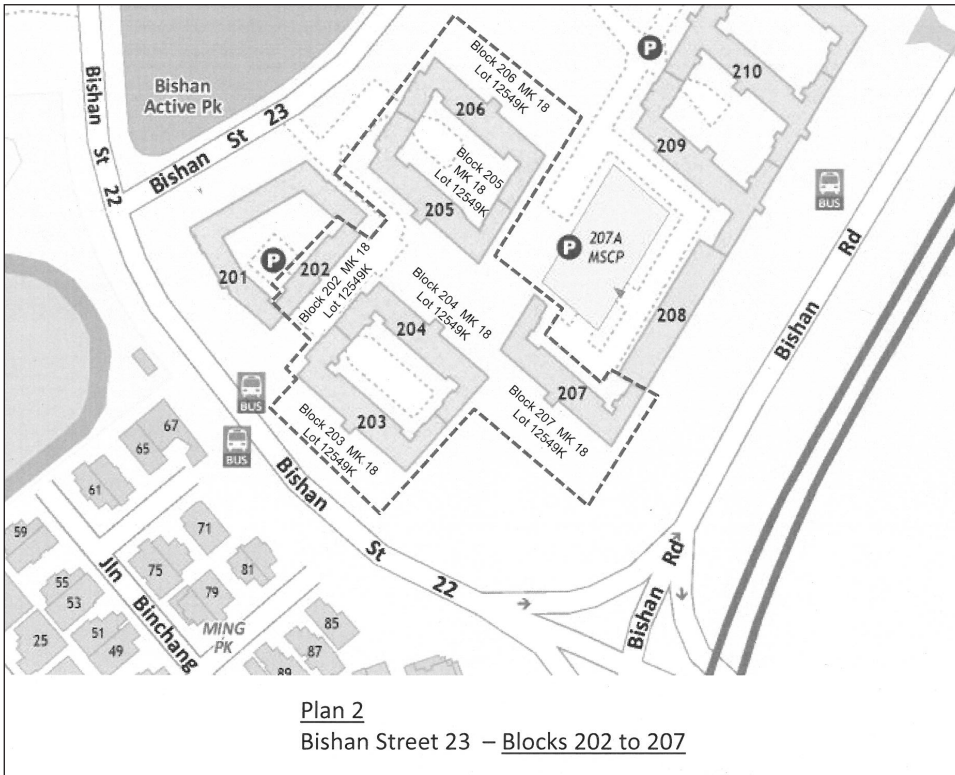 Bishan
Active Pk
Bishan St 22
Bishan St 23
P
210
Block 206 MK 18
Lot 12549K
206
209
Block 205
MK 18
Lot 12549K
205
BUS
207A
MSCP
P
201
P
202
Block 202 MK 18
Lot 12549K
Block 204 MK 18
Lot 12549K
204
208
Bishan Rd
BUS
203
Block 203 MK 18
Lot 12549K
207
Block 207 MK 18
Lot 12549K
BUS
67
65
61
Bishan St 22
59
71
75
81
Jln Binchang
55
53
79
51
49
25
MING
PK
85
87
89
Bishan Rd
Plan 2
Bishan Street 23 – Blocks 202 to 207